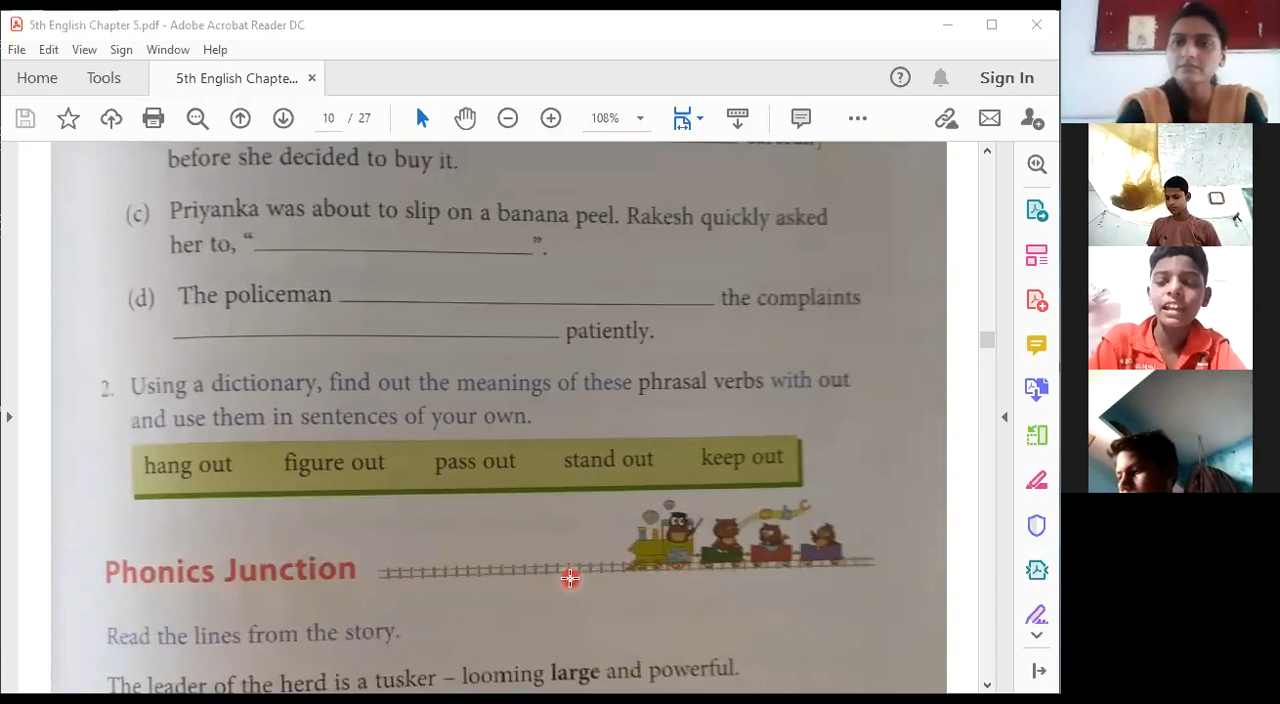 5th English Chapter 5.pdf - Adobe Acrobat Reader DC
File Edit View Sign Window Help
Home Tools 5th English Chapte... × Sign In
10 / 27 108%
before she decided to buy it.
(c) Priyanka was about to slip on a banana peel. Rakesh quickly asked
her to, “______________________”.
(d) The policeman ______________________ the complaints
______________________ patiently.
2. Using a dictionary, find out the meanings of these phrasal verbs with out
and use them in sentences of your own.
hang out figure out pass out stand out keep out
Phonics Junction
Read the lines from the story.
The leader of the herd is a tusker – looming large and powerful.